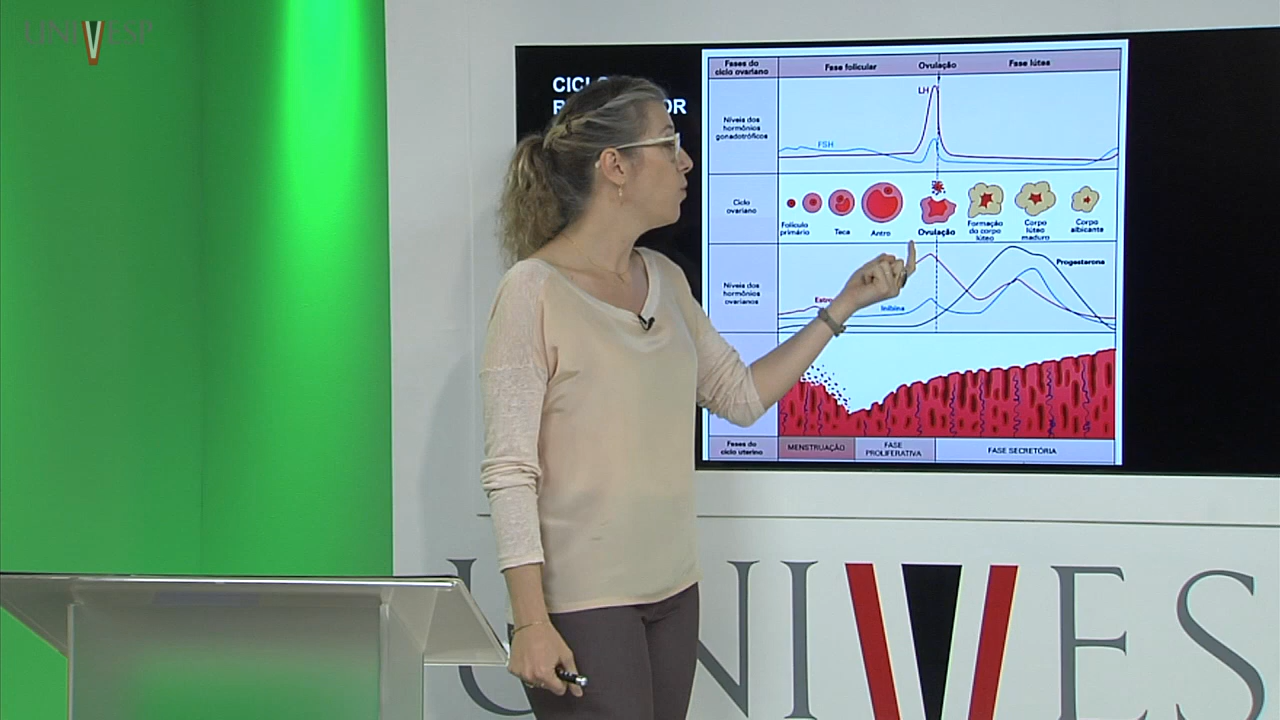 UNIVESP
CICLO
R
OR
Fases do
ciclo ovariano
Fase folicular
Ovulação
Fase lútea
Níveis dos
hormônios
gonadotróficos
LH
FSH
Ciclo
ovariano
Folículo
primário
Teca
Antro
Ovulação
Formação
do corpo
lúteo
Corpo
lúteo
maduro
Corpo
albicante
Níveis dos
hormônios
ovarianos
Estro
Inibina
Progesterona
Fases do
ciclo uterino
MENSTRUAÇÃO
FASE
PROLIFERATIVA
FASE SECRETÓRIA
UNIVESP